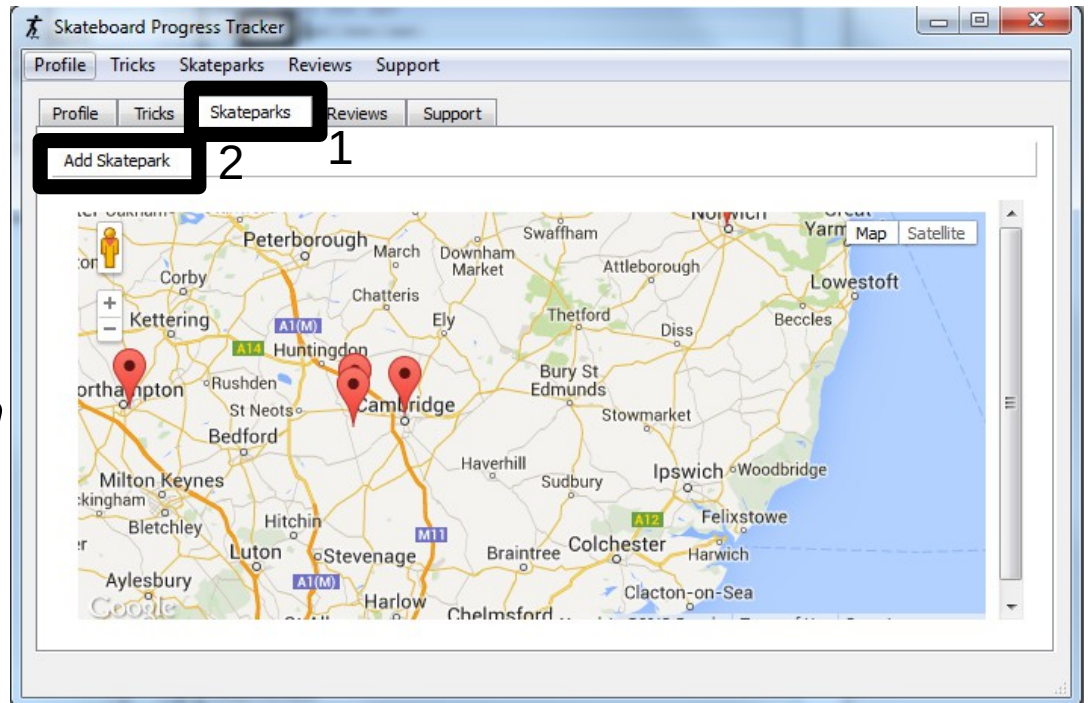 Skateboard Progress Tracker
Profile Tricks Skateparks Reviews Support
Profile Tricks Skateparks Reviews Support
1
Add Skatepark 2
Map Satellite
Norwich
Swaffham
Peterborough
March Downham
Market
Attleborough
Corby
Lowestoft
Chatteris
Kettering
Ely
Thetford
Diss
Beccles
A1(M)
A14 Huntingdon
Bury St
Edmunds
Rushden
St Neots
Cambridge
Stowmarket
Bedford
Haverhill
Ipswich Woodbridge
Milton Keynes
Sudbury
Bletchley
Hitchin
A12 Felixstowe
M11
Luton
Stevenage
Braintree Colchester
Harwich
Aylesbury
A1(M)
Clacton-on-Sea
Google
Harlow
Chelmsford